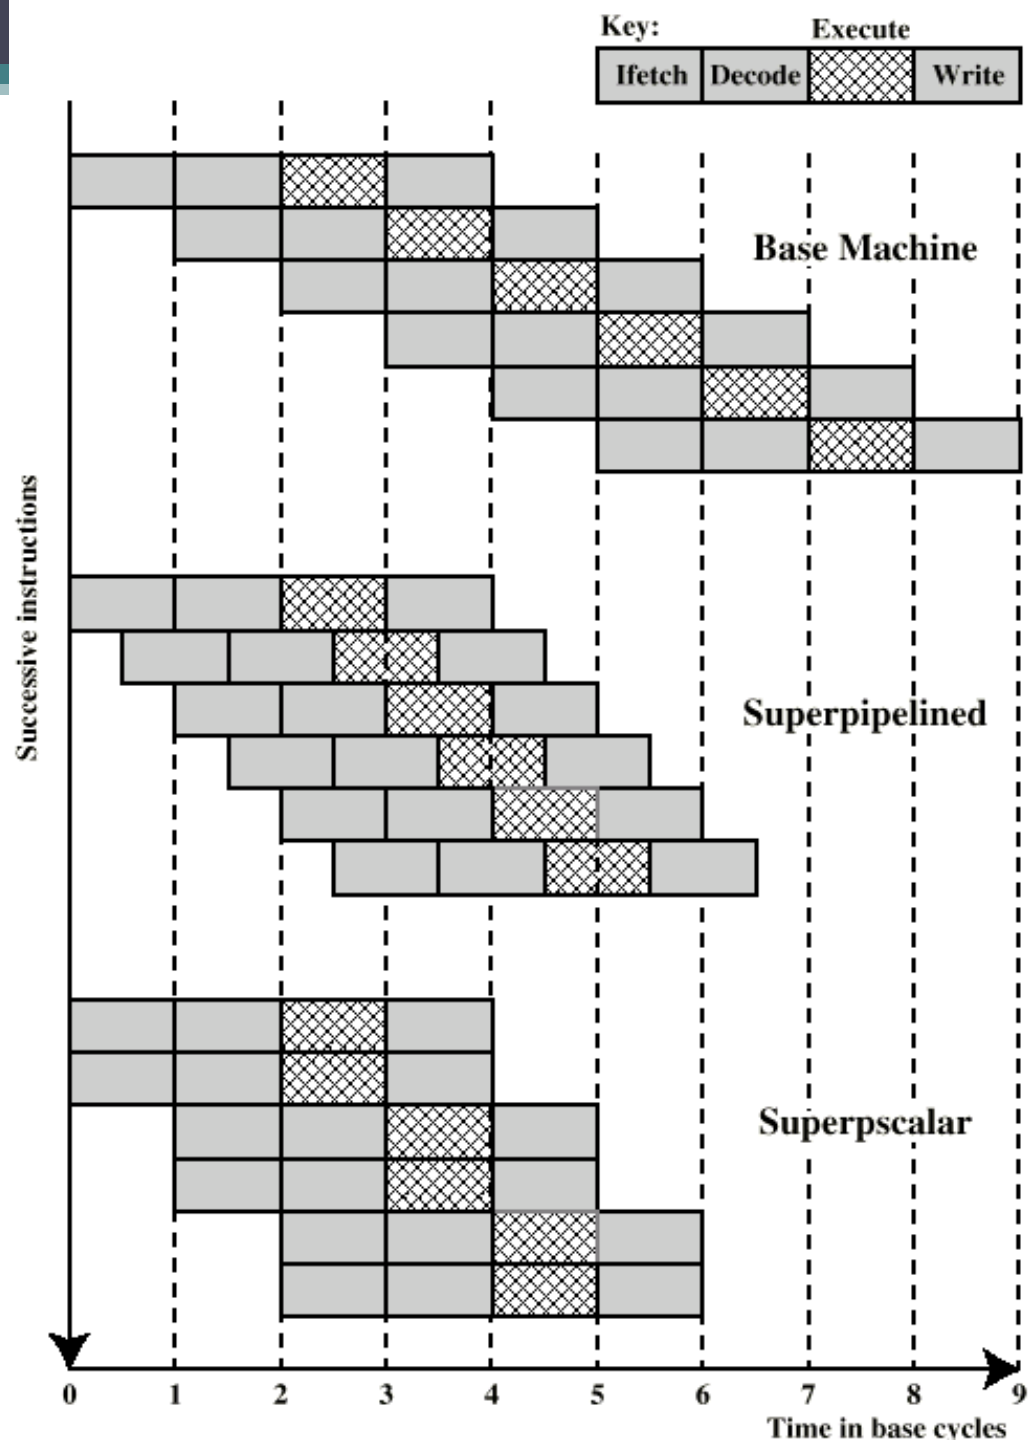 Key:
Execute
Ifetch Decode Write
Base Machine
Successive instructions
Superpipelined
Superpscalar
0 1 2 3 4 5 6 7 8 9
Time in base cycles